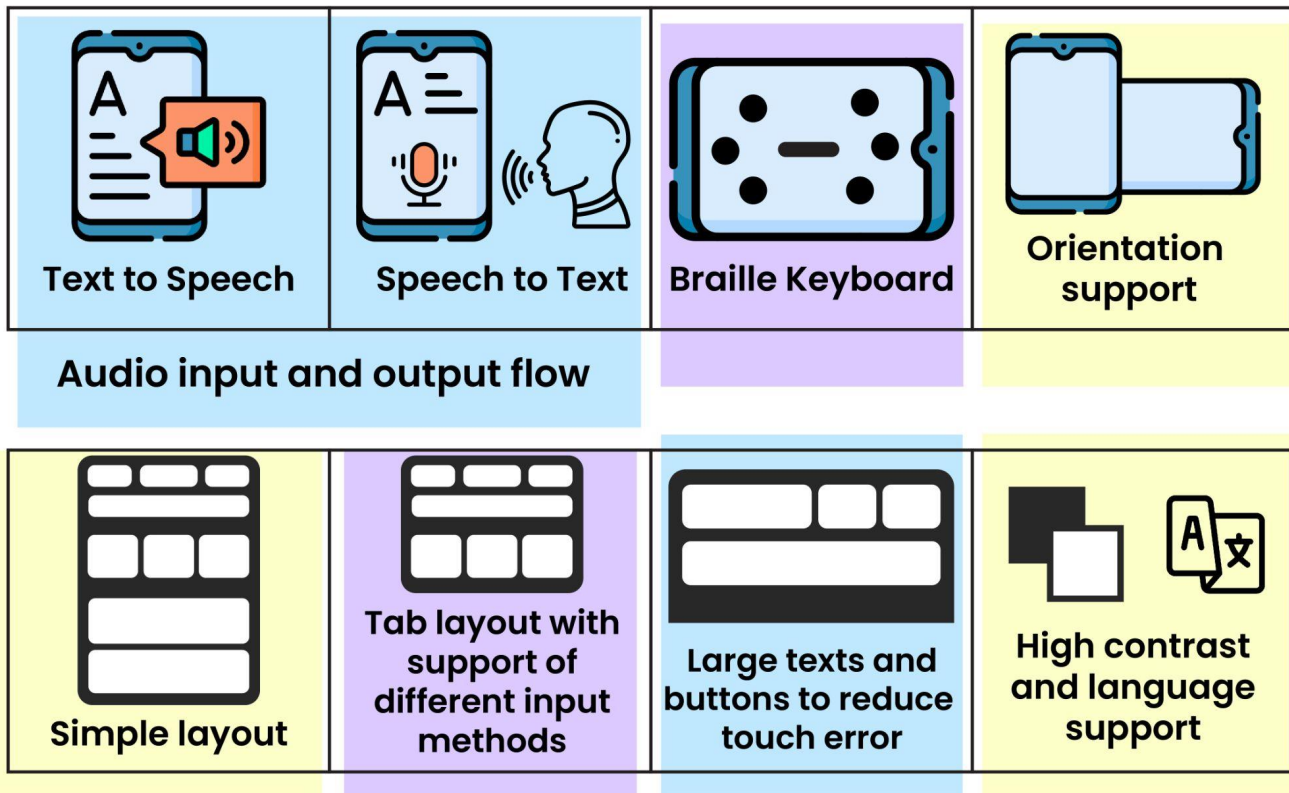 A
Text to Speech
A
Speech to Text
Braille Keyboard
Orientation
support
Audio input and output flow
Simple layout
Tab layout with
support of
different input
methods
Large texts and
buttons to reduce
touch error
A 文
High contrast
and language
support